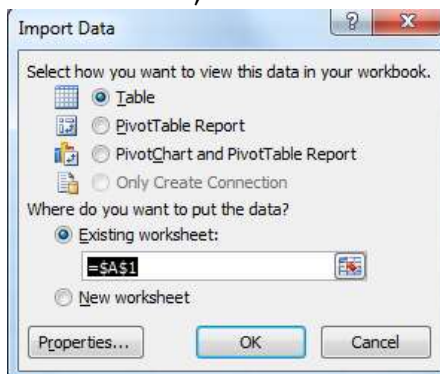 Import Data
Select how you want to view this data in your workbook.
Table
PivotTable Report
PivotChart and PivotTable Report
Only Create Connection
Where do you want to put the data?
Existing worksheet:
=$A$1
New worksheet
Properties... OK Cancel